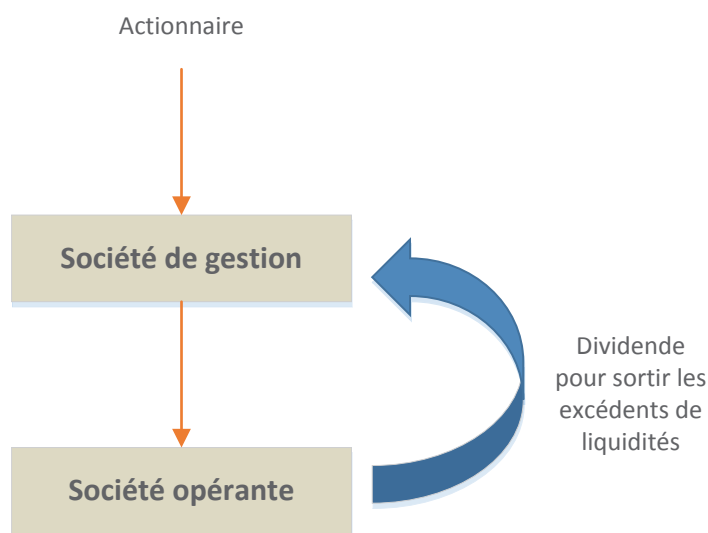 Actionnaire
Société de gestion
Dividende
pour sortir les
excédents de
liquidités
Société opérante